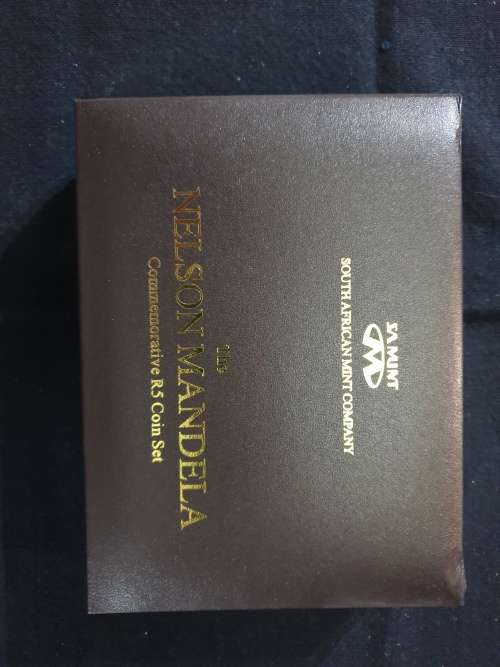 SA MINT
SOUTH AFRICAN MINT COMPANY
The
NELSON MANDELA
Commemorative R5 Coin Set